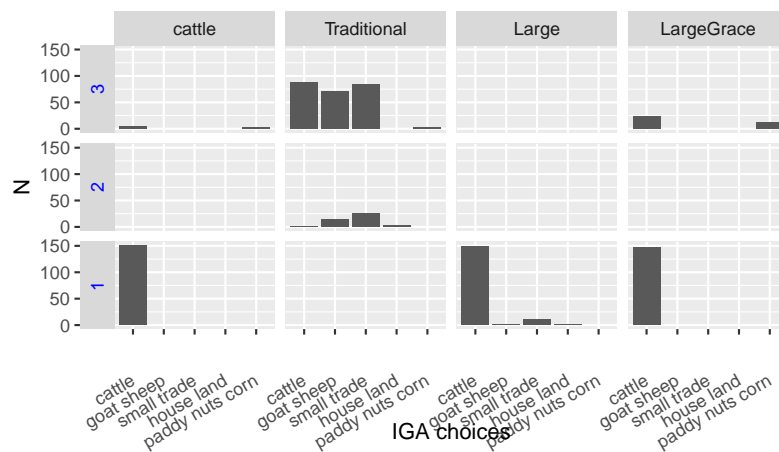 cattle Traditional Large LargeGrace
150
100
50
0
3
150
100
50
0
2
150
100
50
0
1
N
cattle goat sheep small trade house land paddy nuts corn
cattle goat sheep small trade house land paddy nuts corn
cattle goat sheep small trade house land paddy nuts corn
cattle goat sheep small trade house land paddy nuts corn
IGA choices